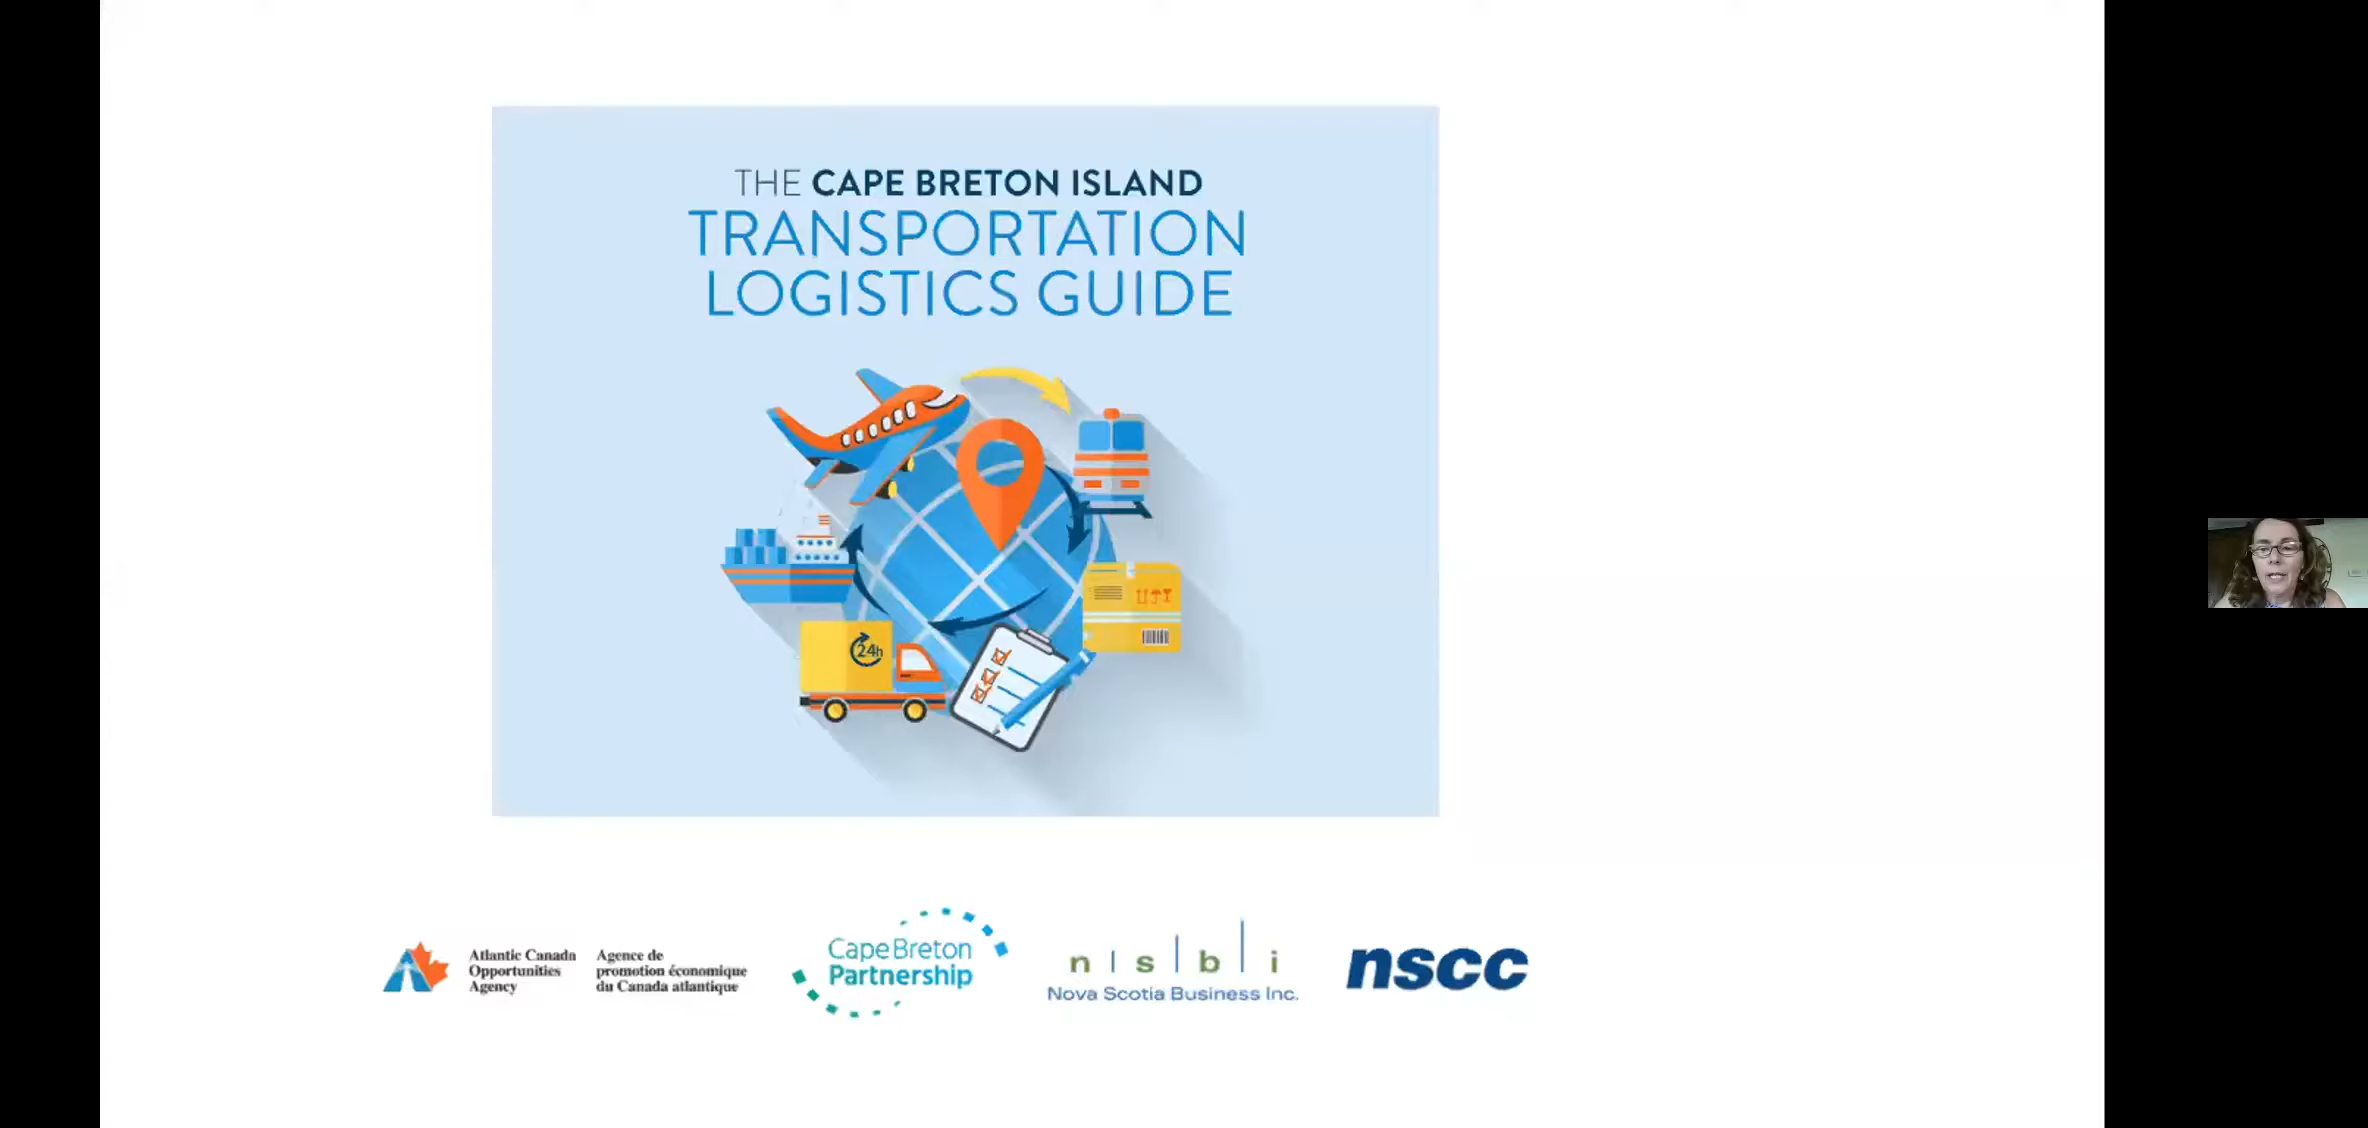 THE CAPE BRETON ISLAND
TRANSPORTATION
LOGISTICS GUIDE
24h
Atlantic Canada
Opportunities
Agency
Agence de
promotion économique
du Canada atlantique
Cape Breton
Partnership
n s b i
Nova Scotia Business Inc.
nscc